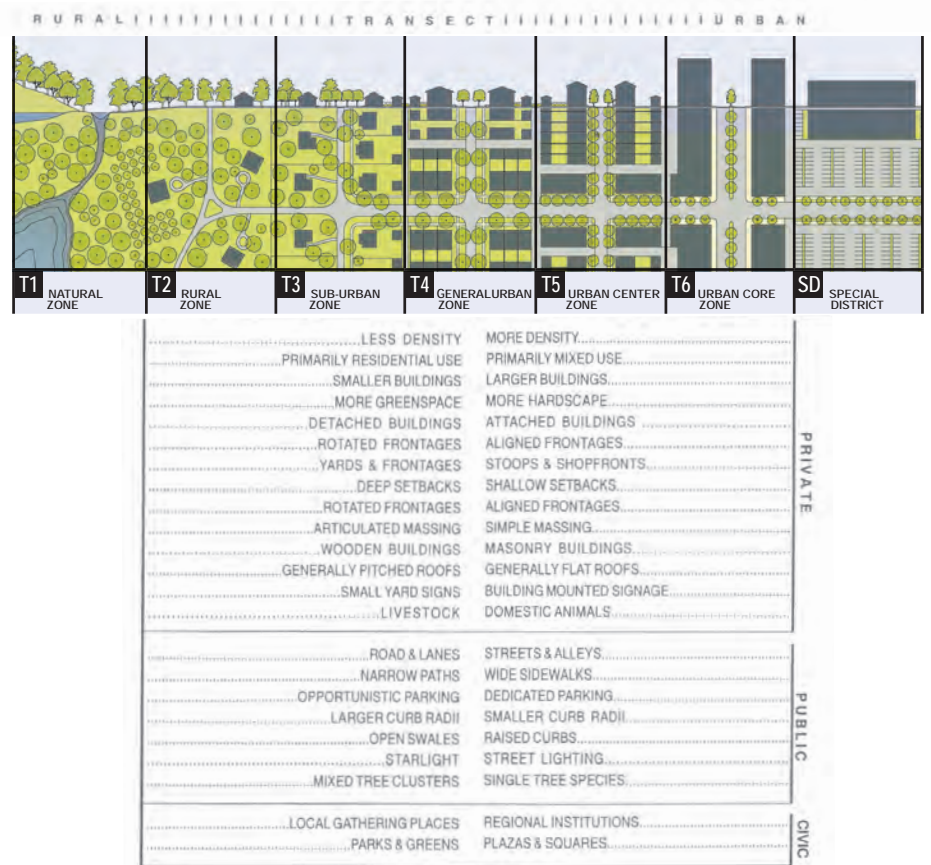 RURAL I I I I I I I I I I I I I I TRANSECT I I I I I I I I I I I I I I URBAN
T1 NATURAL ZONE
T2 RURAL ZONE
T3 SUB-URBAN ZONE
T4 GENERALURBAN ZONE
T5 URBAN CENTER ZONE
T6 URBAN CORE ZONE
SD SPECIAL DISTRICT
LESS DENSITY MORE DENSITY
PRIMARILY RESIDENTIAL USE PRIMARILY MIXED USE
SMALLER BUILDINGS LARGER BUILDINGS
MORE GREENSPACE MORE HARDSCAPE
DETACHED BUILDINGS ATTACHED BUILDINGS
ROTATED FRONTAGES ALIGNED FRONTAGES
YARDS & FRONTAGES STOOPS & SHOPFRONTS
DEEP SETBACKS SHALLOW SETBACKS
ROTATED FRONTAGES ALIGNED FRONTAGES
ARTICULATED MASSING SIMPLE MASSING
WOODEN BUILDINGS MASONRY BUILDINGS
GENERALLY PITCHED ROOFS GENERALLY FLAT ROOFS
SMALL YARD SIGNS BUILDING MOUNTED SIGNAGE
LIVESTOCK DOMESTIC ANIMALS
PRIVATE
ROAD & LANES STREETS & ALLEYS
NARROW PATHS WIDE SIDEWALKS
OPPORTUNISTIC PARKING DEDICATED PARKING
LARGER CURB RADII SMALLER CURB RADII
OPEN SWALES RAISED CURBS
STARLIGHT STREET LIGHTING
MIXED TREE CLUSTERS SINGLE TREE SPECIES
PUBLIC
LOCAL GATHERING PLACES REGIONAL INSTITUTIONS
PARKS & GREENS PLAZAS & SQUARES
CIVIC